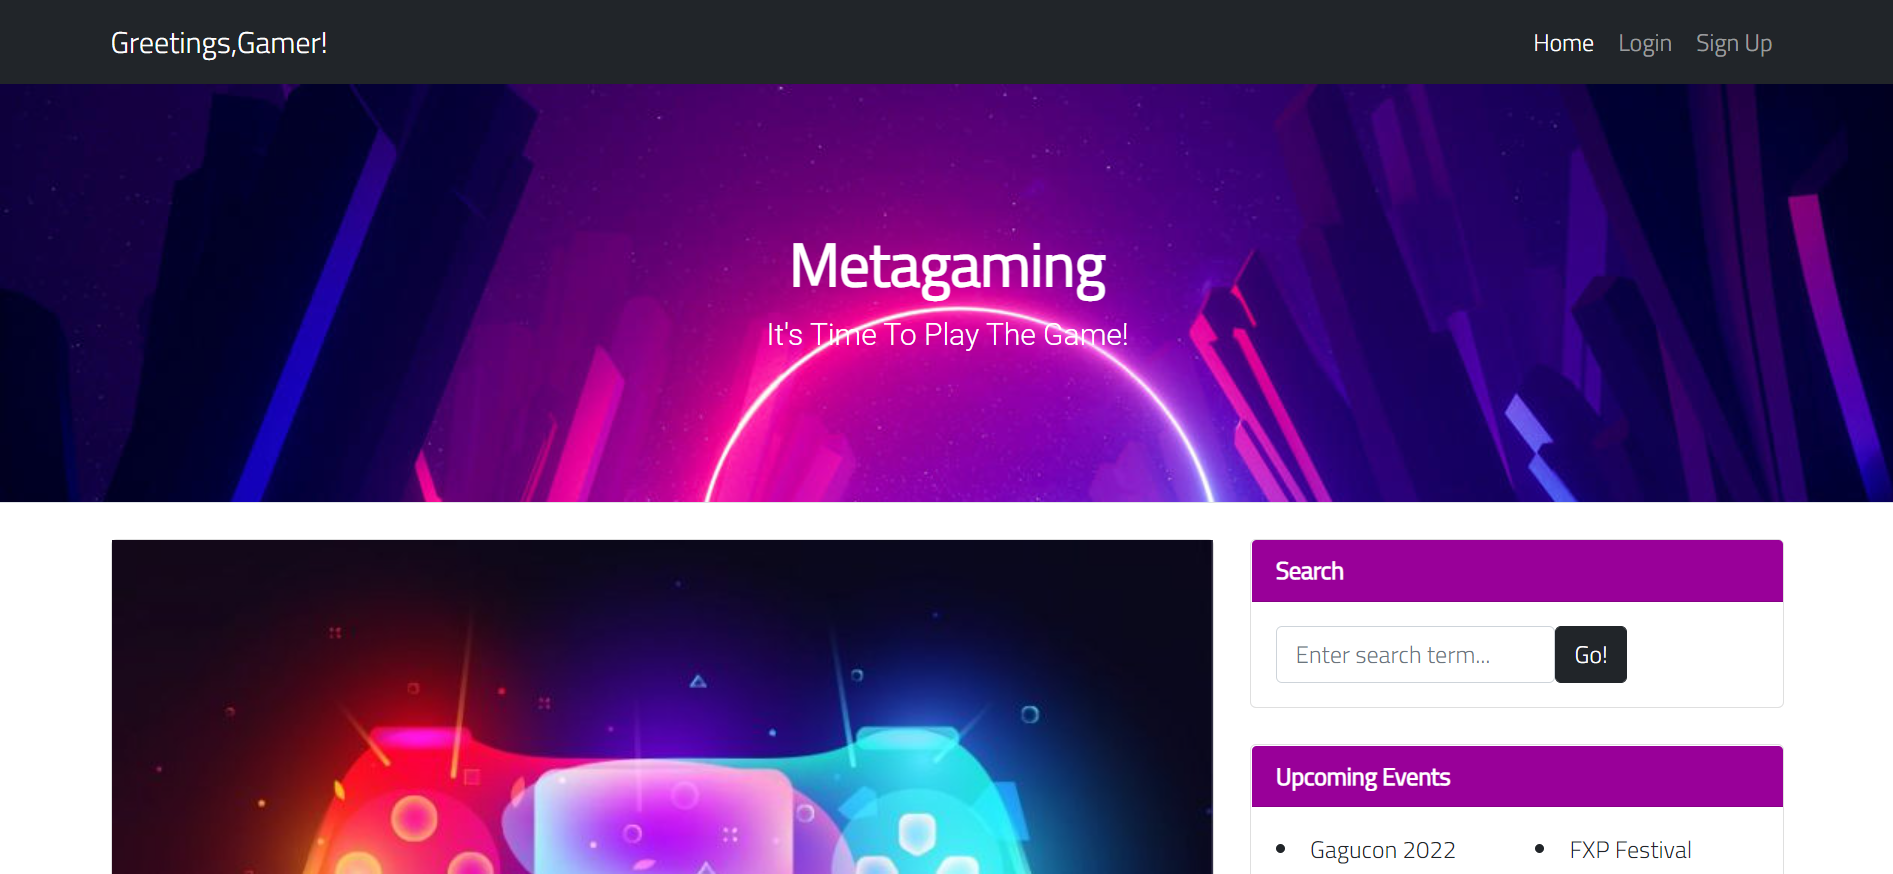 Greetings,Gamer!
Home Login Sign Up
Metagaming
It's Time To Play The Game!
Search
Enter search term...
Go!
Upcoming Events
Gagucon 2022
FXP Festival